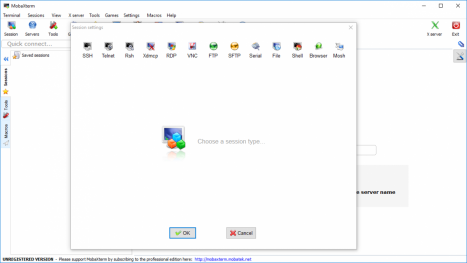 MobaXterm
Terminal Sessions View X server Tools Games Settings Macros Help
Session Servers Tools
X server Exit
Quick connect...
Session settings
SSH Telnet Rsh Xdmcp RDP VNC FTP SFTP Serial File Shell Browser Mosh
Saved sessions
Sessions
Tools
Macros
Choose a session type...
server name
OK Cancel
UNREGISTERED VERSION - Please support MobaXterm by subscribing to the professional edition here: http://mobaxterm.mobatek.net